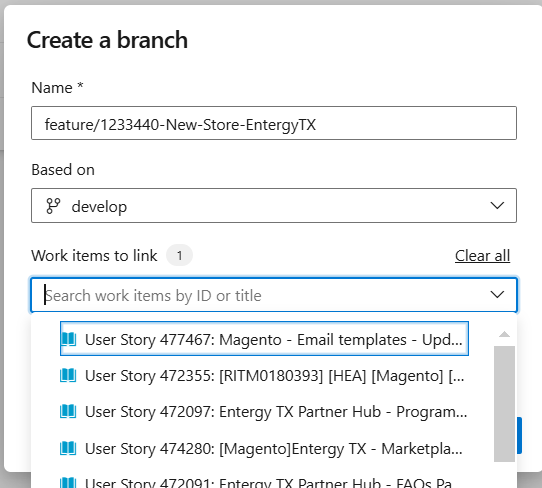 Create a branch
Name *
feature/1233440-New-Store-EntergyTX
Based on
develop
Work items to link 1 Clear all
Search work items by ID or title
User Story 477467: Magento - Email templates - Upd...
User Story 472355: [RITM0180393] [HEA] [Magento] [...
User Story 472097: Entergy TX Partner Hub - Program...
User Story 474280: [Magento]Entergy TX - Marketpla...
User Story 472091: Entergy TX Partner Hub - FAQs Pa...